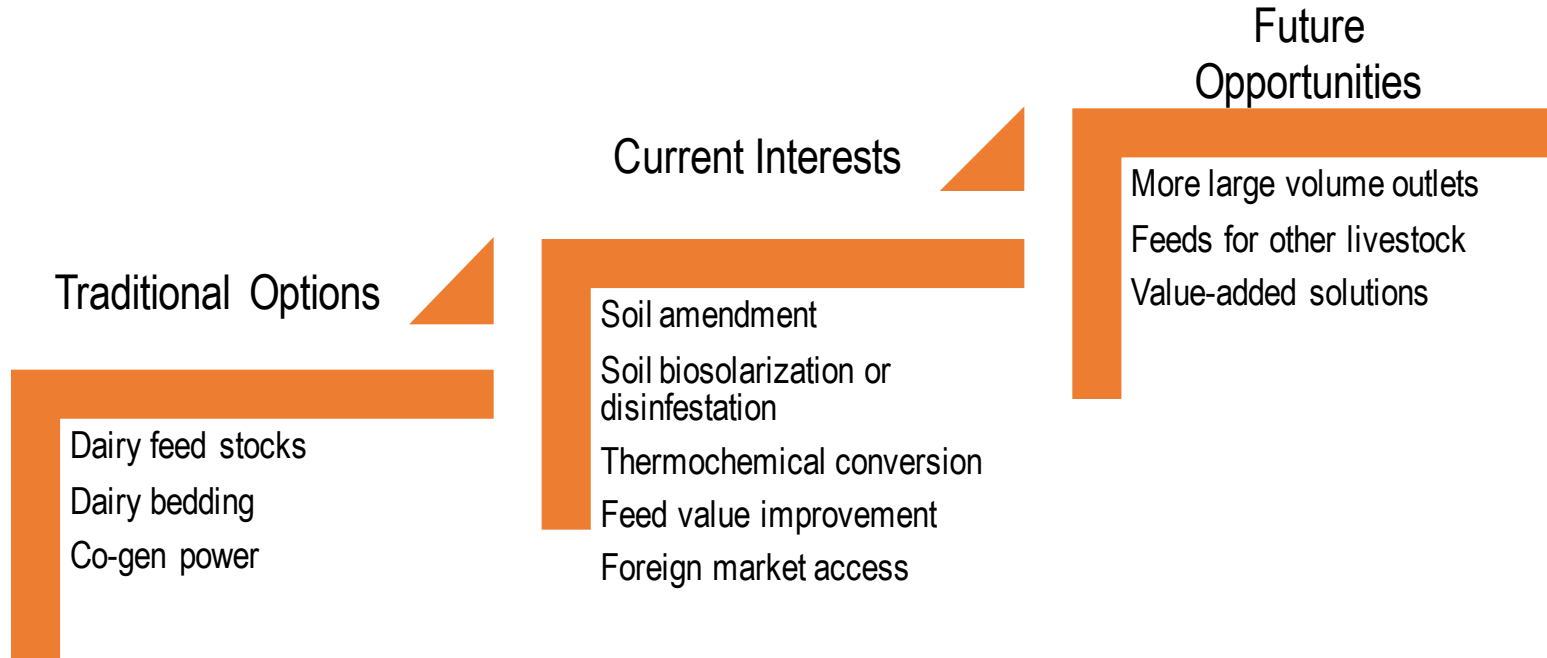 Traditional Options
Dairy feed stocks
Dairy bedding
Co-gen power
Current Interests
Soil amendment
Soil biosolarization or
disinfestation
Thermochemical conversion
Feed value improvement
Foreign market access
Future
Opportunities
More large volume outlets
Feeds for other livestock
Value-added solutions